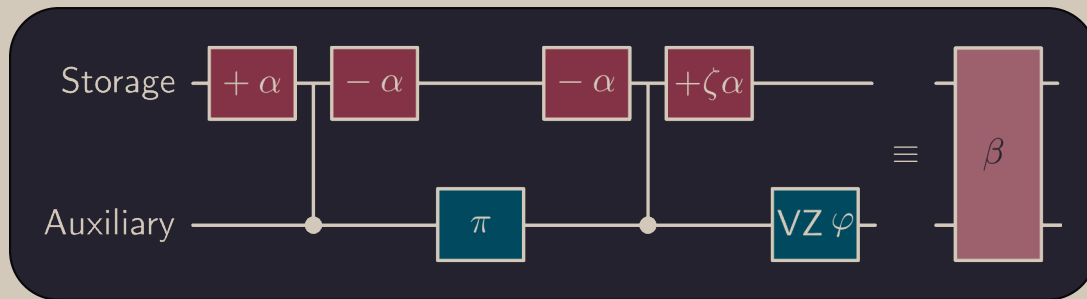 Storage + α − α − α +ζα
≡ β
Auxiliary π VZ φ